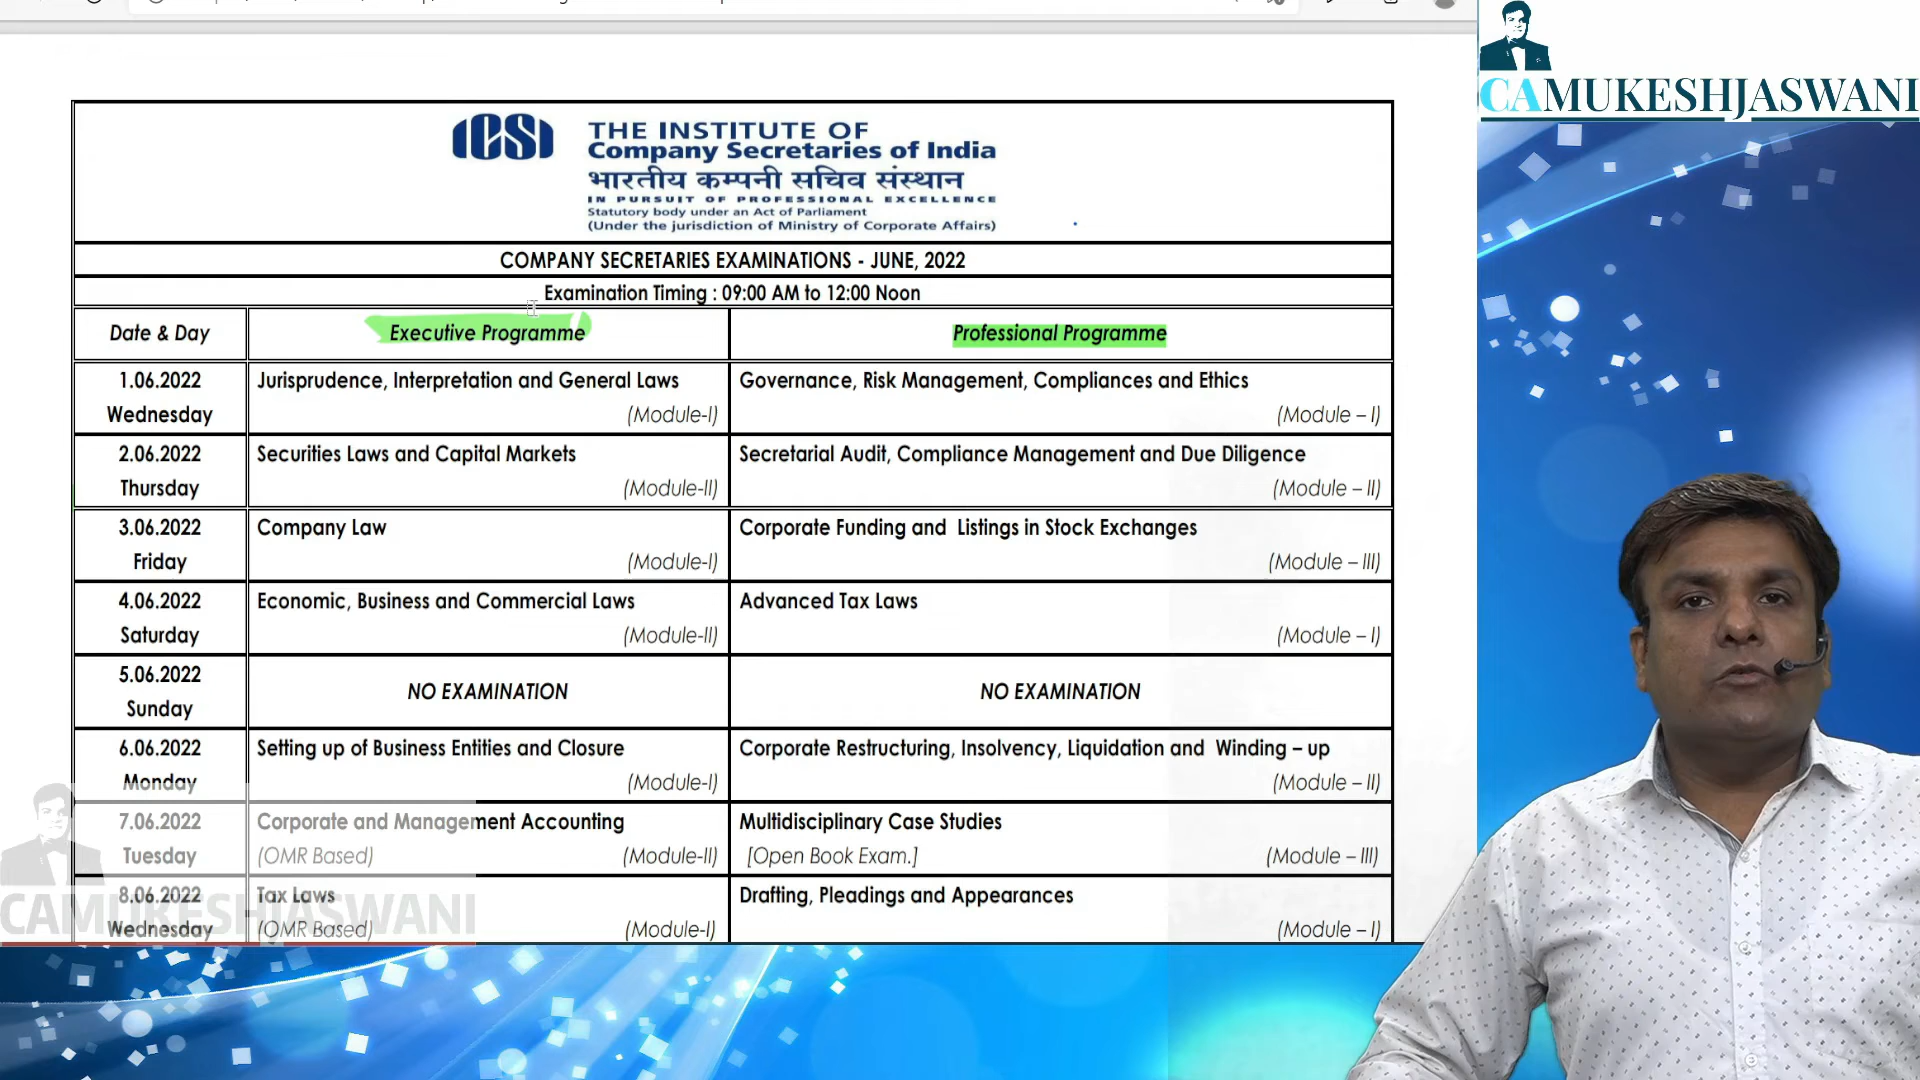 CAMUKESHJASWANI
ICSI
THE INSTITUTE OF
Company Secretaries of India
भारतीय कम्पनी सचिव संस्थान
IN PURSUIT OF PROFESSIONAL EXCELLENCE
Statutory body under an Act of Parliament
(Under the jurisdiction of Ministry of Corporate Affairs)
COMPANY SECRETARIES EXAMINATIONS - JUNE, 2022
Examination Timing : 09:00 AM to 12:00 Noon
Date & Day Executive Programme Professional Programme
1.06.2022 Jurisprudence, Interpretation and General Laws Governance, Risk Management, Compliances and Ethics
Wednesday (Module-I) (Module – I)
2.06.2022 Securities Laws and Capital Markets Secretarial Audit, Compliance Management and Due Diligence
Thursday (Module-II) (Module – II)
3.06.2022 Company Law Corporate Funding and Listings in Stock Exchanges
Friday (Module-I) (Module – III)
4.06.2022 Economic, Business and Commercial Laws Advanced Tax Laws
Saturday (Module-II) (Module – I)
5.06.2022
NO EXAMINATION NO EXAMINATION
Sunday
6.06.2022 Setting up of Business Entities and Closure Corporate Restructuring, Insolvency, Liquidation and Winding – up
Monday (Module-I) (Module – II)
7.06.2022 Corporate and Management Accounting Multidisciplinary Case Studies
Tuesday (OMR Based) (Module-II) [Open Book Exam.] (Module – III)
8.06.2022 Tax Laws Drafting, Pleadings and Appearances
CAMUKESHJASWANI
Wednesday (OMR Based) (Module-I) (Module – I)